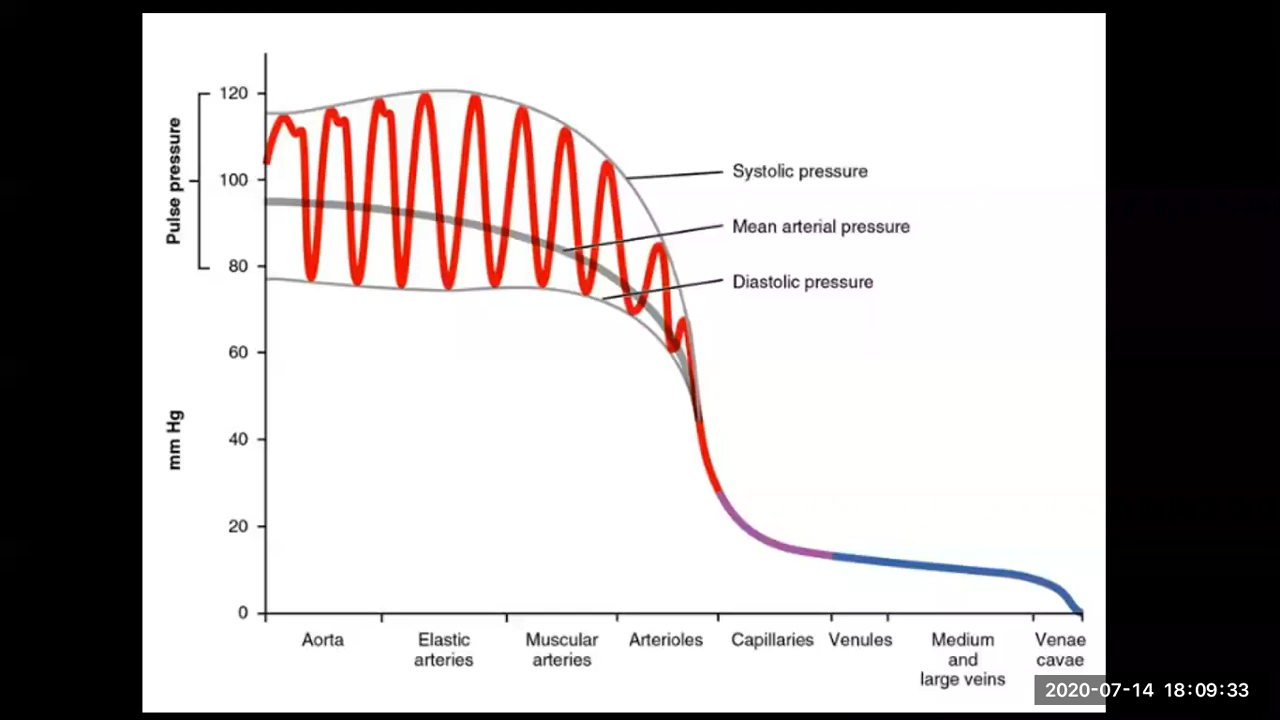 120
100
80
60
40
20
0
Pulse pressure
mm Hg
Systolic pressure
Mean arterial pressure
Diastolic pressure
Aorta
Elastic
arteries
Muscular
arteries
Arterioles
Capillaries
Venules
Medium
and
large veins
Venae
cavae
2020-07-14 18:09:33